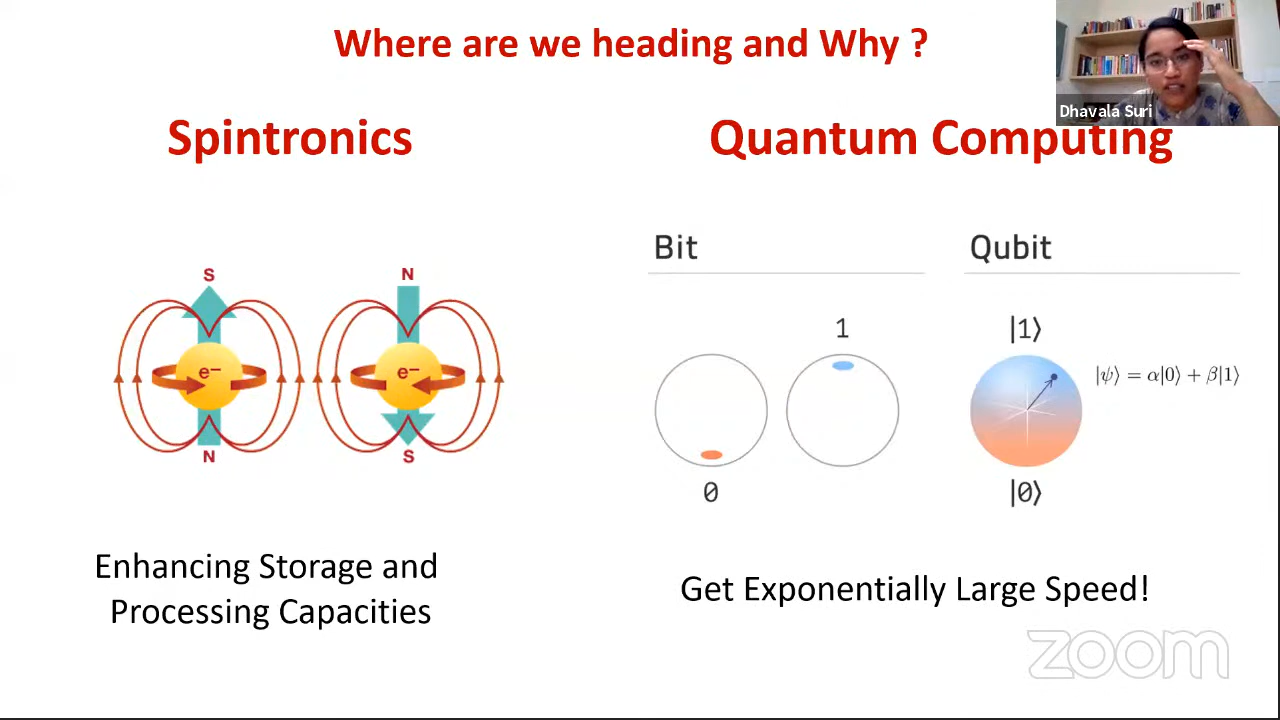 Where are we heading and Why ?
Dhavala Suri
Spintronics
Quantum Computing
Bit
Qubit
S
N
1
|1⟩
e⁻
e⁻
|ψ⟩ = α|0⟩ + β|1⟩
N
S
0
|0⟩
Enhancing Storage and
Processing Capacities
Get Exponentially Large Speed!
zoom